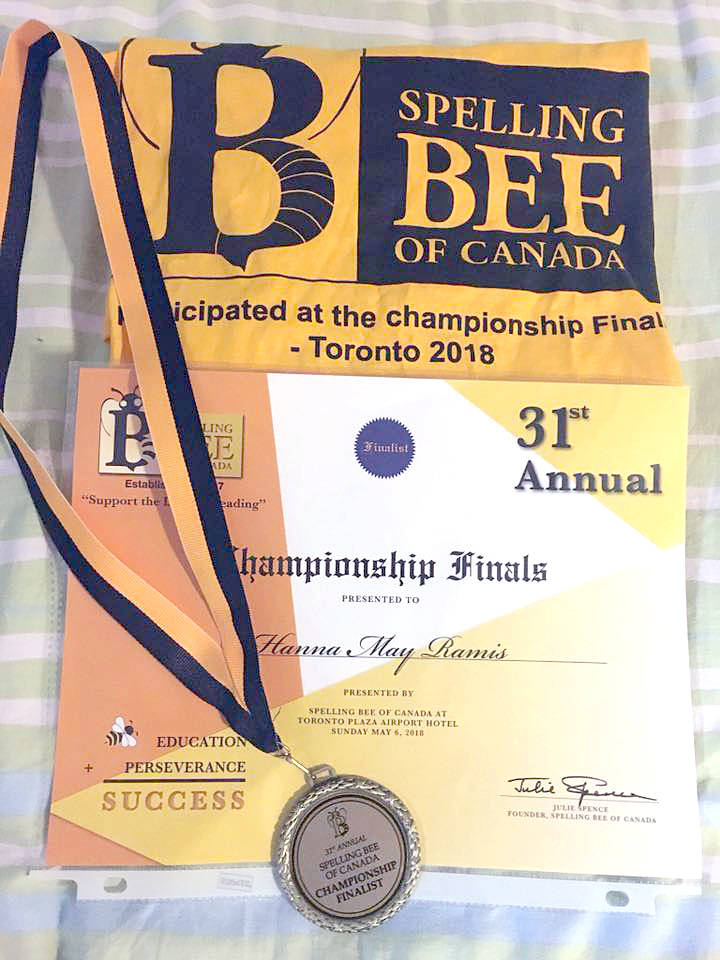 SPELLING
BEE
OF CANADA
Participated at the championship Final
- Toronto 2018
SPELLING
BEE
CANADA
"Support the Reading"
Finalist
31st
Annual
Championship Finals
PRESENTED TO
Hanna May Ramis
PRESENTED BY
SPELLING BEE OF CANADA AT
TORONTO PLAZA AIRPORT HOTEL
SUNDAY MAY 6, 2018
EDUCATION
+ PERSEVERANCE
SUCCESS
Julie Spence
JULIE SPENCE
FOUNDER, SPELLING BEE OF CANADA
31st ANNUAL
SPELLING BEE
OF CANADA
CHAMPIONSHIP
FINALIST